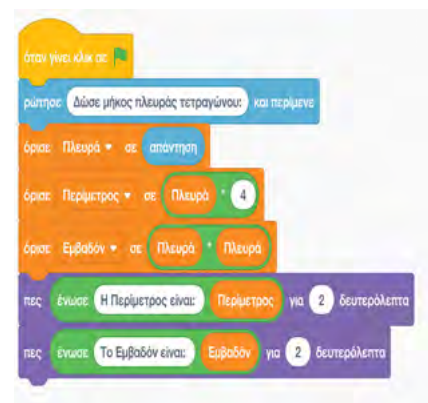 όταν γίνει κλικ σε
ρώτησε Δώσε μήκος πλευράς τετραγώνου: και περίμενε
όρισε Πλευρά σε απάντηση
όρισε Περίμετρος σε Πλευρά * 4
όρισε Εμβαδόν σε Πλευρά * Πλευρά
πες ένωσε Η Περίμετρος είναι: Περίμετρος για 2 δευτερόλεπτα
πες ένωσε Το Εμβαδόν είναι: Εμβαδόν για 2 δευτερόλεπτα